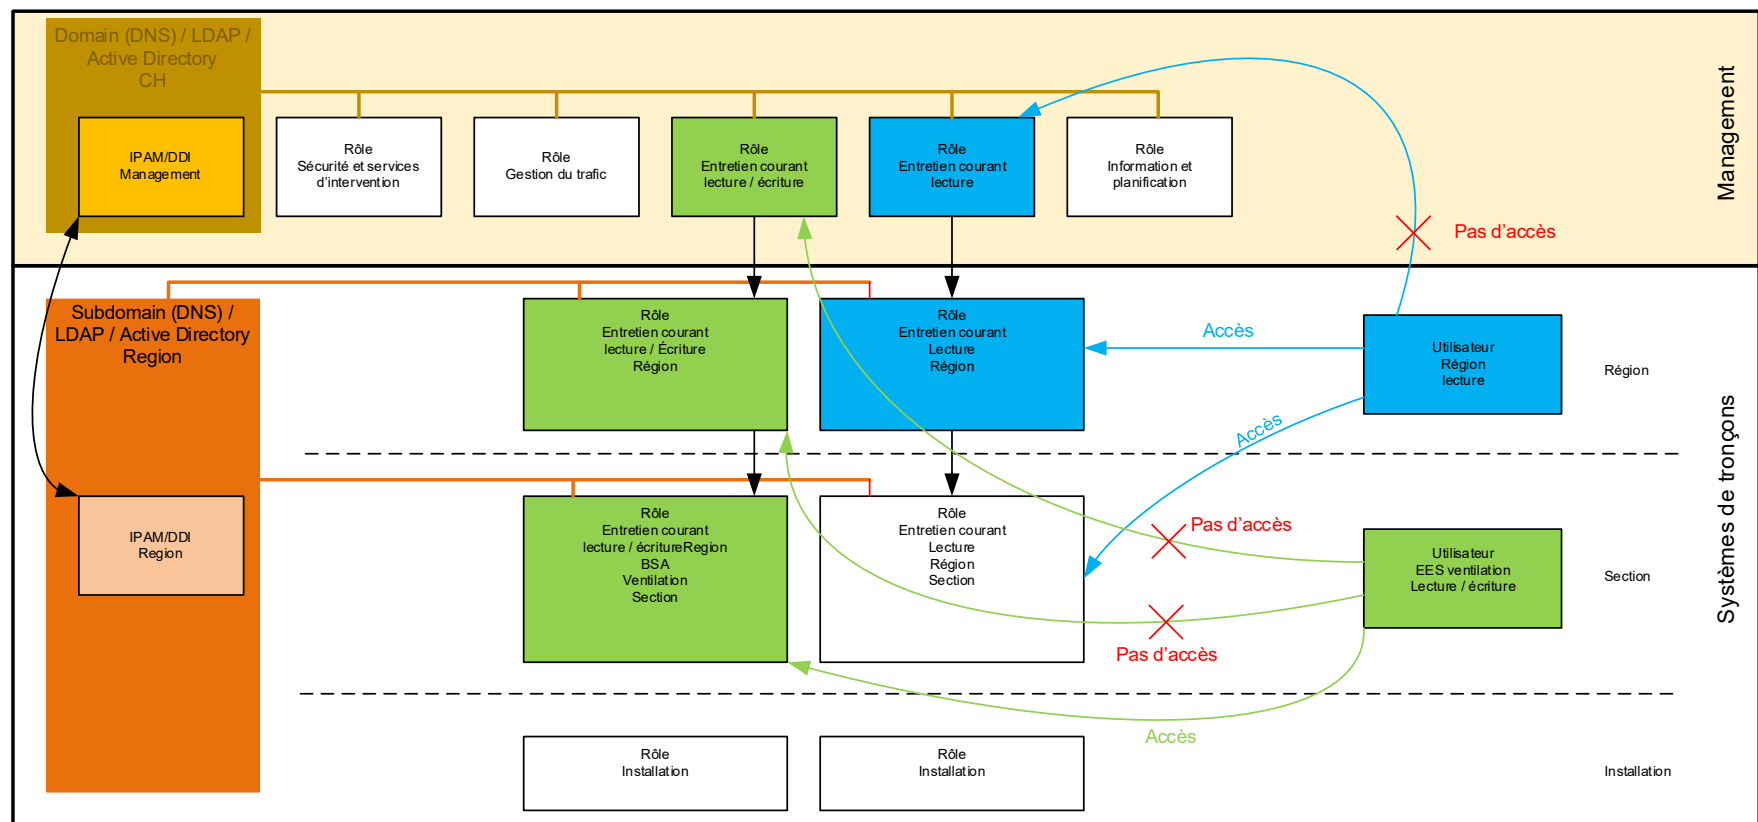 Domain (DNS) / LDAP /
Active Directory
CH
IPAM/DDI
Management
Rôle
Sécurité et services
d'intervention
Rôle
Gestion du trafic
Rôle
Entretien courant
lecture / écriture
Rôle
Entretien courant
lecture
Rôle
Information et
planification
Management
Pas d'accès
Subdomain (DNS) /
LDAP / Active Directory
Region
Rôle
Entretien courant
lecture / Écriture
Région
Rôle
Entretien courant
Lecture
Région
Accès
Utilisateur
Région
lecture
Région
Accès
Systèmes de tronçons
IPAM/DDI
Region
Rôle
Entretien courant
lecture / écritureRegion
BSA
Ventilation
Section
Rôle
Entretien courant
Lecture
Région
Section
Pas d'accès
Utilisateur
EES ventilation
Lecture / écriture
Section
Pas d'accès
Accès
Rôle
Installation
Rôle
Installation
Installation